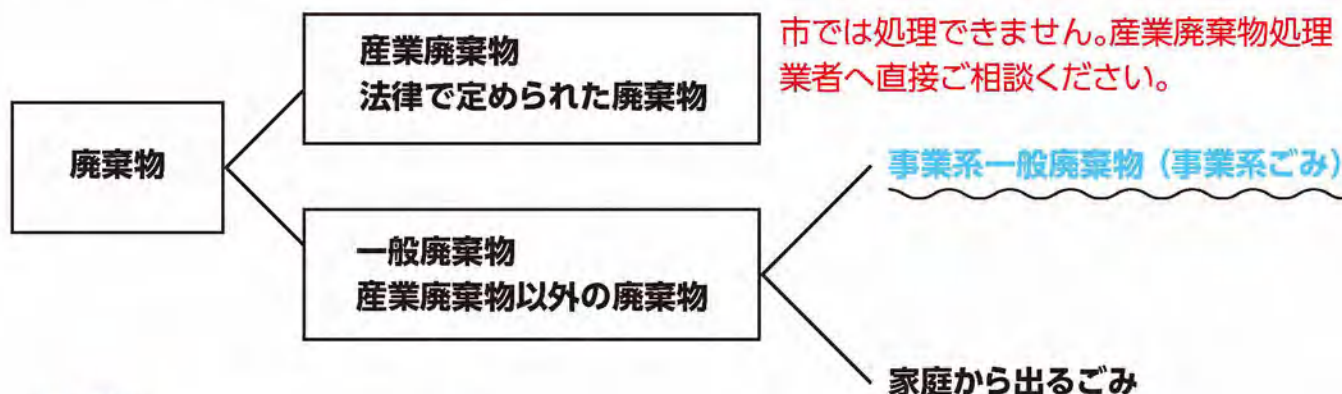 廃棄物
産業廃棄物
法律で定められた廃棄物
市では処理できません。産業廃棄物処理
業者へ直接ご相談ください。
一般廃棄物
産業廃棄物以外の廃棄物
事業系一般廃棄物（事業系ごみ）
家庭から出るごみ